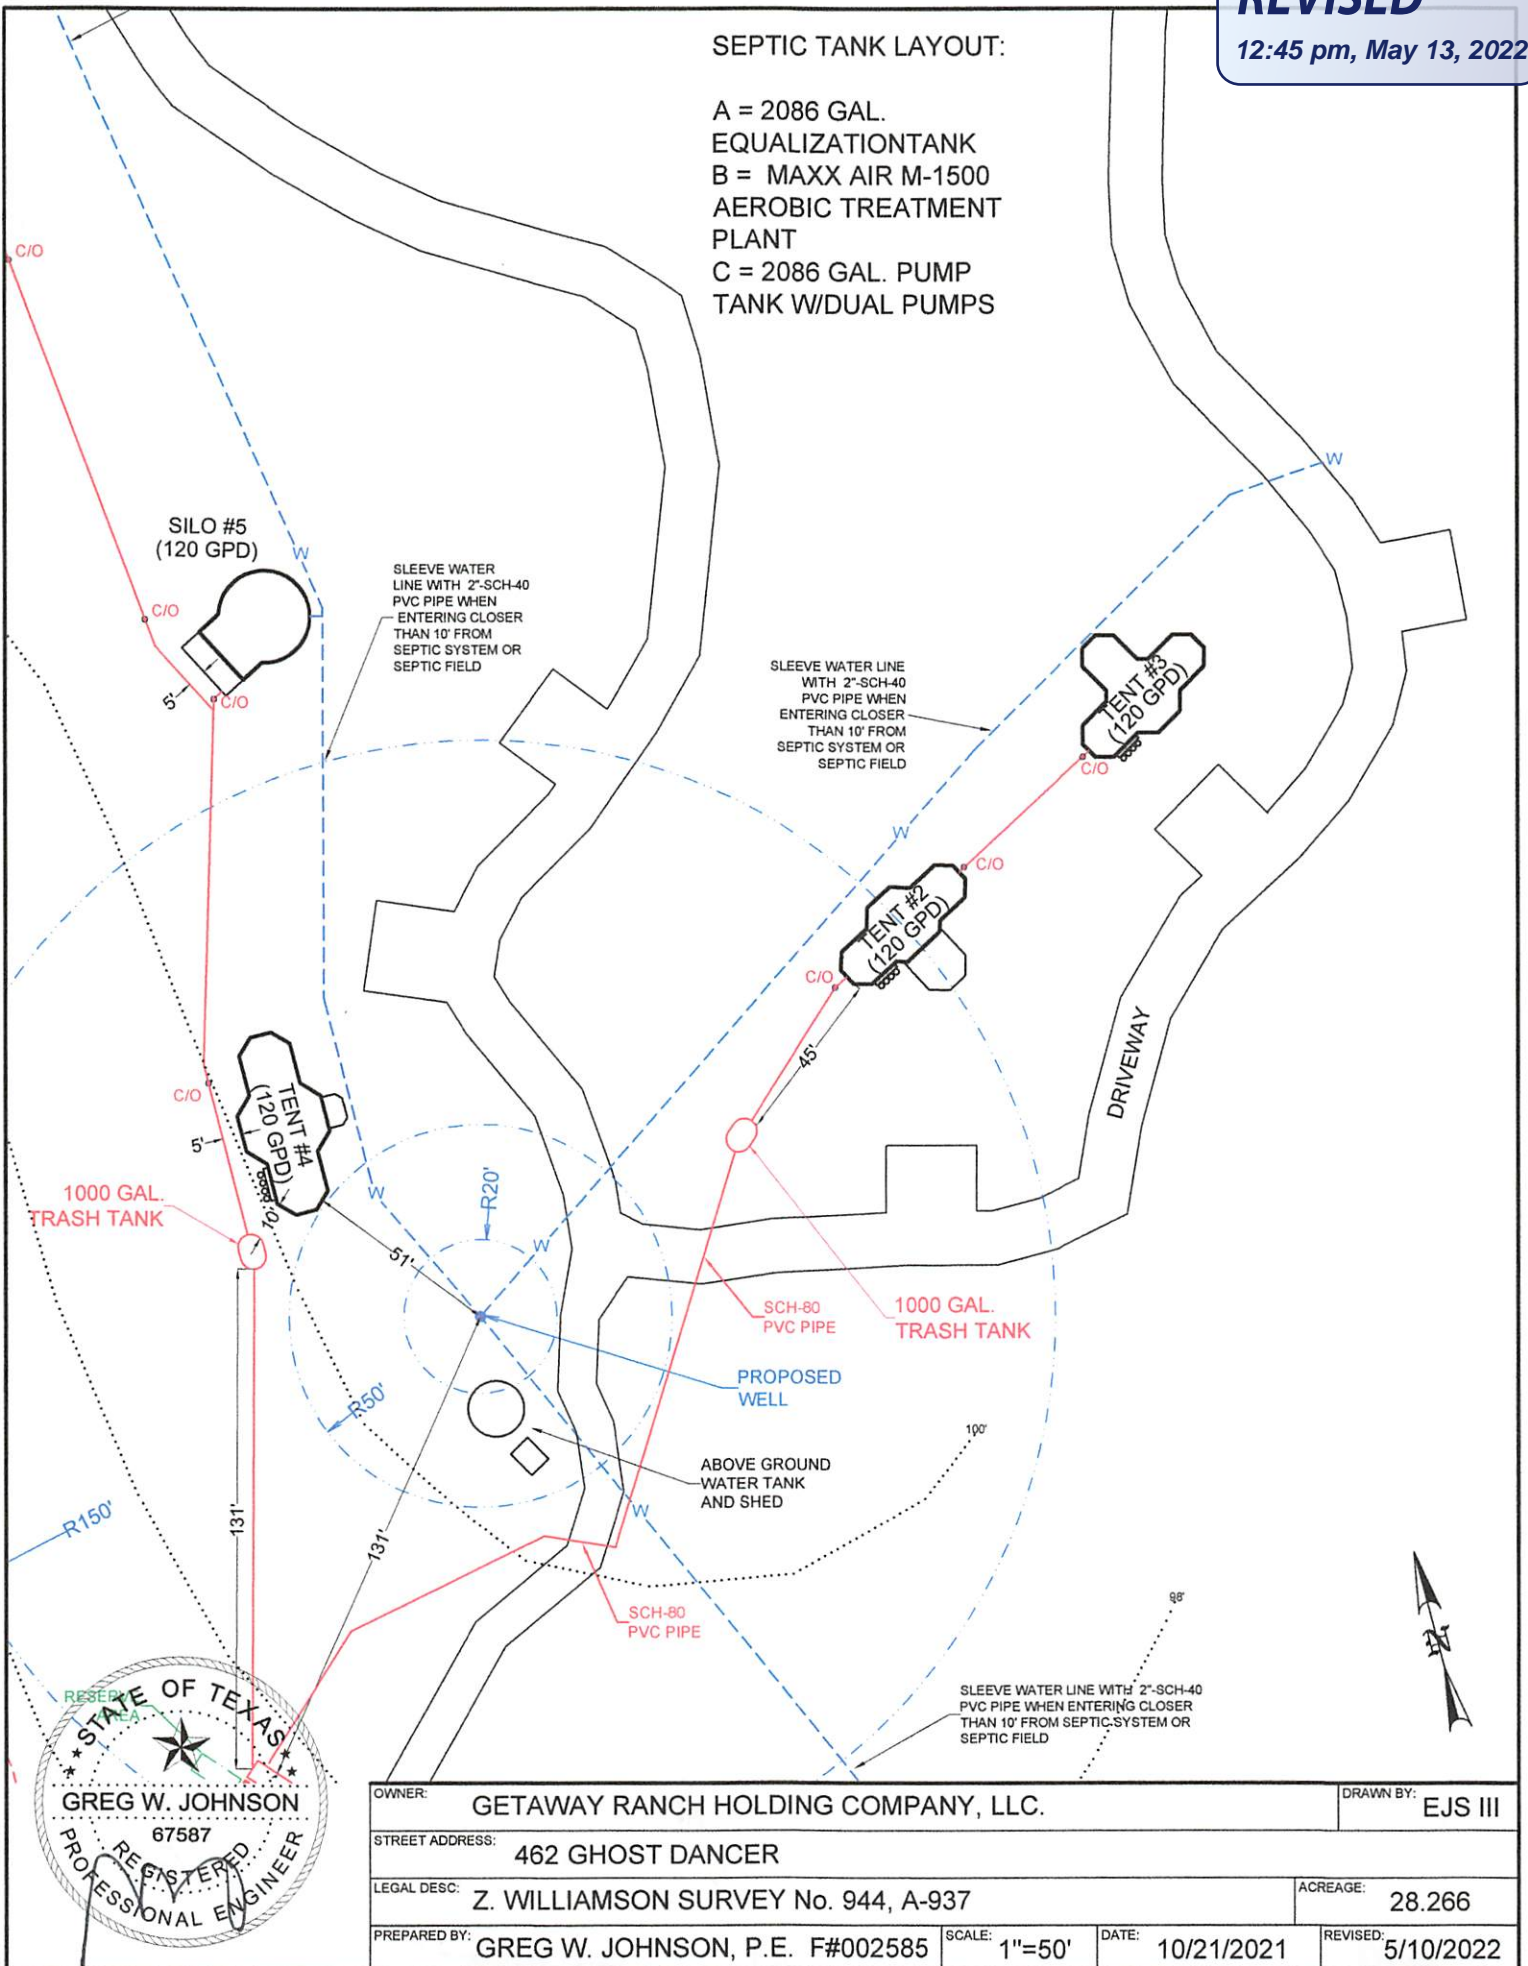 REVISED
12:45 pm, May 13, 2022
SEPTIC TANK LAYOUT:
A = 2086 GAL.
EQUALIZATIONTANK
B = MAXX AIR M-1500
AEROBIC TREATMENT
PLANT
C = 2086 GAL. PUMP
TANK W/DUAL PUMPS
C/O
W
SILO #5
(120 GPD)
W
SLEEVE WATER
LINE WITH 2"-SCH-40
PVC PIPE WHEN
ENTERING CLOSER
THAN 10' FROM
SEPTIC SYSTEM OR
SEPTIC FIELD
C/O
5'
C/O
SLEEVE WATER LINE
WITH 2"-SCH-40
PVC PIPE WHEN
ENTERING CLOSER
THAN 10' FROM
SEPTIC SYSTEM OR
SEPTIC FIELD
TENT #3
(120 GPD)
C/O
W
C/O
TENT #2
(120 GPD)
C/O
45'
DRIVEWAY
C/O
TENT #4
(120 GPD)
5'
10'
1000 GAL.
TRASH TANK
W
R20'
W
51'
SCH-80
PVC PIPE
1000 GAL.
TRASH TANK
PROPOSED
WELL
R50'
100'
ABOVE GROUND
WATER TANK
AND SHED
R150'
131'
131'
W
SCH-80
PVC PIPE
98'
N
SLEEVE WATER LINE WITH 2"-SCH-40
PVC PIPE WHEN ENTERING CLOSER
THAN 10' FROM SEPTIC SYSTEM OR
SEPTIC FIELD
RESERVE
AREA
STATE OF TEXAS
GREG W. JOHNSON
67587
REGISTERED
PROFESSIONAL ENGINEER
OWNER: GETAWAY RANCH HOLDING COMPANY, LLC. DRAWN BY: EJS III
STREET ADDRESS: 462 GHOST DANCER
LEGAL DESC: Z. WILLIAMSON SURVEY No. 944, A-937 ACREAGE: 28.266
PREPARED BY: GREG W. JOHNSON, P.E. F#002585 SCALE: 1"=50' DATE: 10/21/2021 REVISED: 5/10/2022